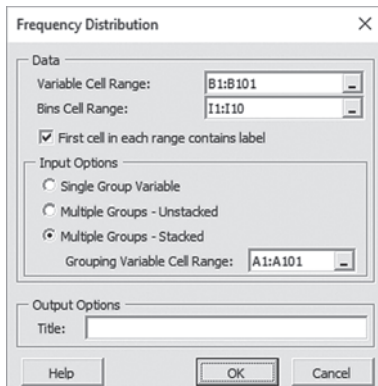 Frequency Distribution
Data
Variable Cell Range: B1:B101
Bins Cell Range: I1:I10
First cell in each range contains label
Input Options
Single Group Variable
Multiple Groups - Unstacked
Multiple Groups - Stacked
Grouping Variable Cell Range: A1:A101
Output Options
Title:
Help OK Cancel